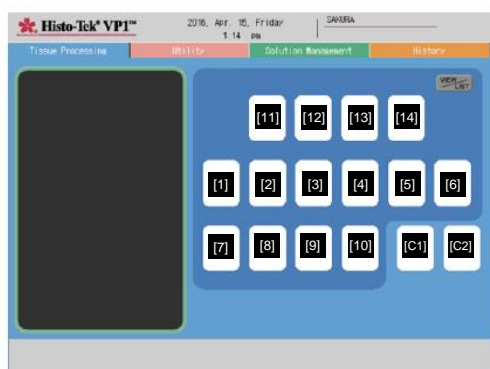 Histo-Tek® VP1™
2016, Apr. 15, Friday
1 14 PM
SAKURA
Tissue Processing
Utility
Solution Management
History
VIEW LIST
[11] [12] [13] [14]
[1] [2] [3] [4] [5] [6]
[7] [8] [9] [10] [C1] [C2]